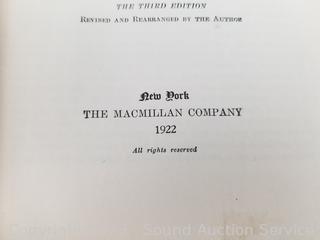 THE THIRD EDITION
REVISED AND REARRANGED BY THE AUTHOR
New York
THE MACMILLAN COMPANY
1922
All rights reserved
Sound Auction Service